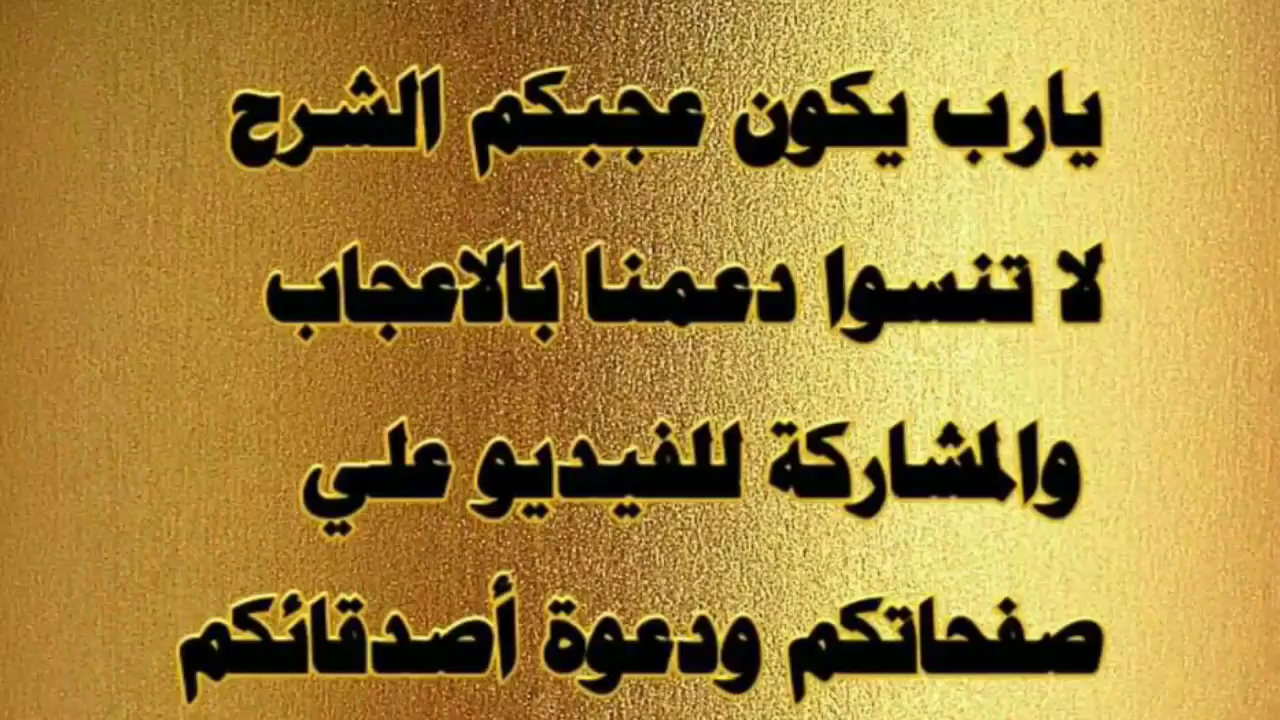 يارب يكون عجبكم الشرح
لا تنسوا دعمنا بالاعجاب
والمشاركة للفيديو علي
صفحاتكم ودعوة أصدقائكم